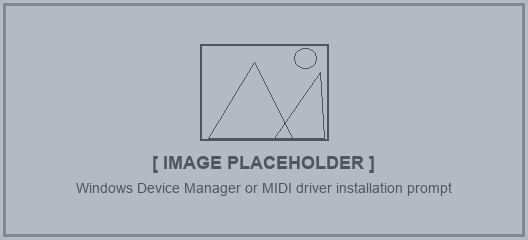 [ IMAGE PLACEHOLDER ]
Windows Device Manager or MIDI driver installation prompt